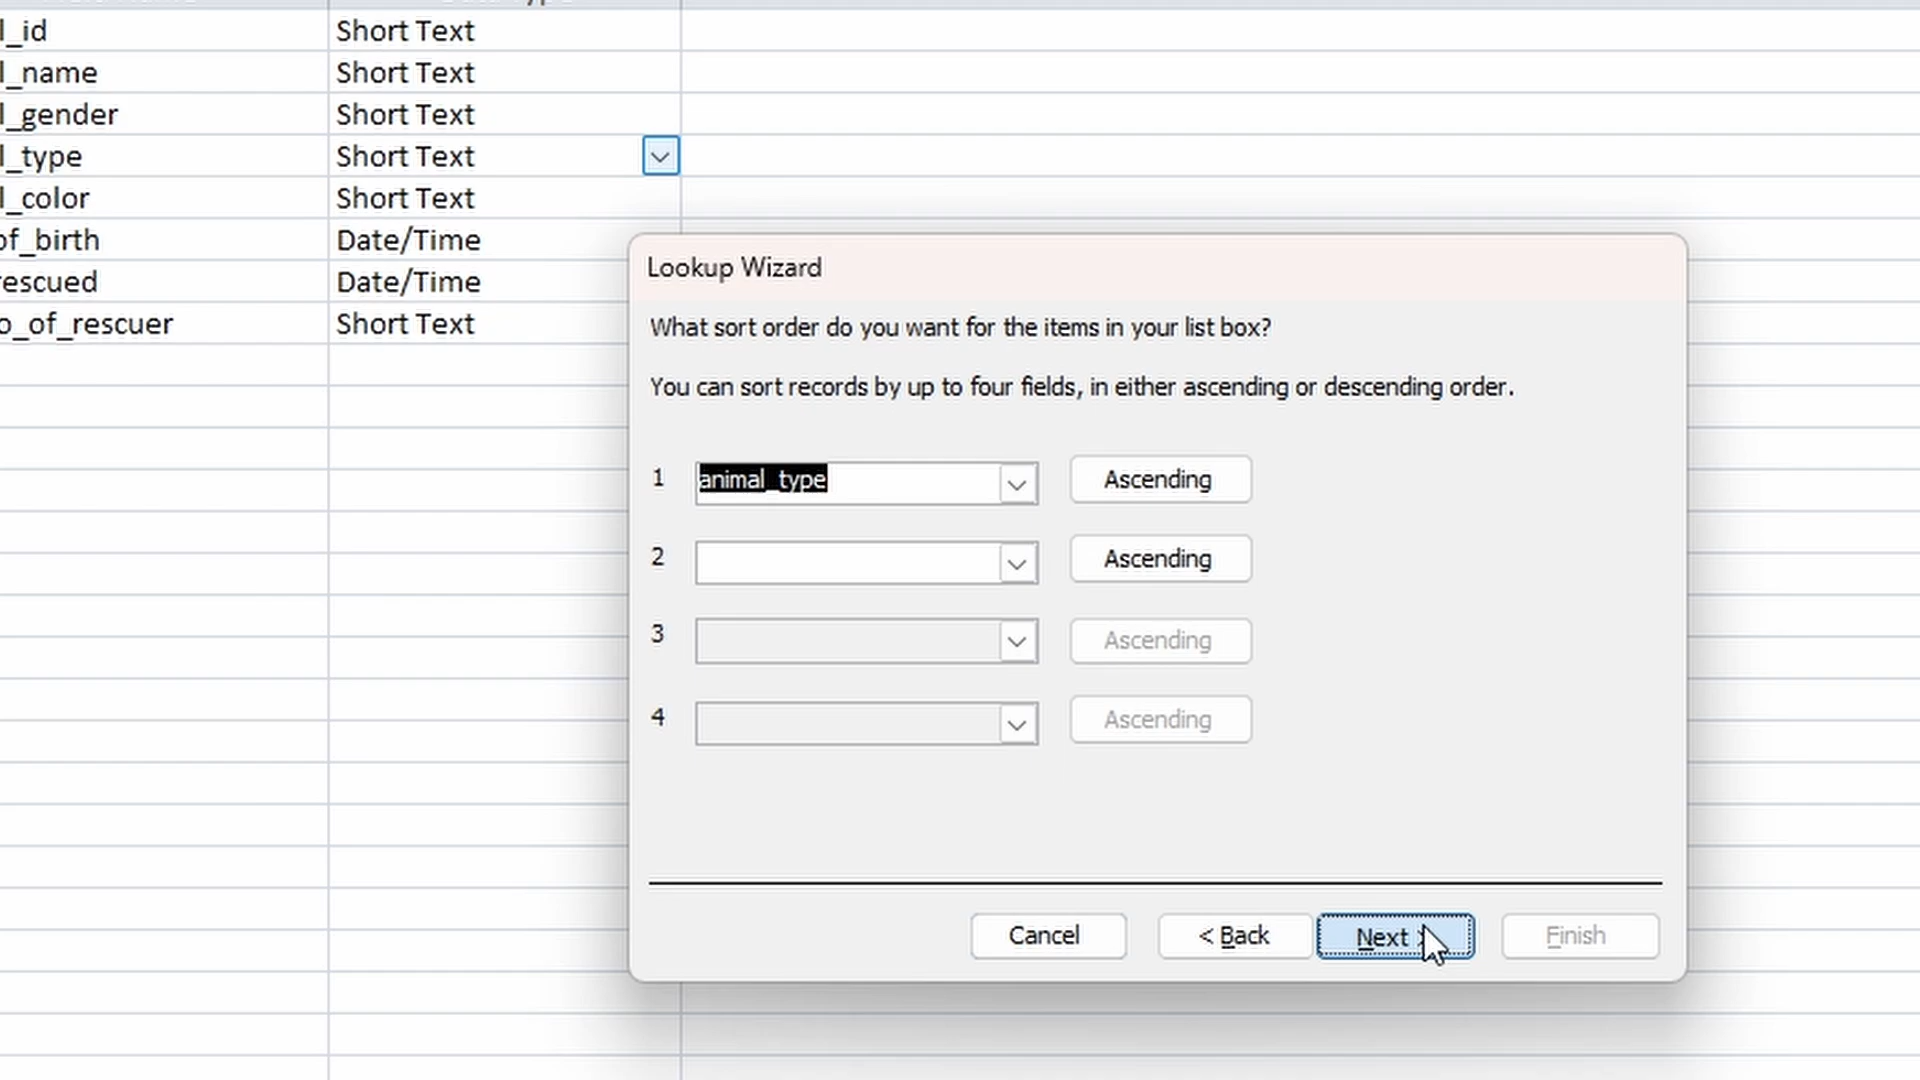 l_id Short Text
l_name Short Text
l_gender Short Text
l_type Short Text
l_color Short Text
of_birth Date/Time
rescued Date/Time
o_of_rescuer Short Text
Lookup Wizard
What sort order do you want for the items in your list box?
You can sort records by up to four fields, in either ascending or descending order.
1 animal_type Ascending
2 Ascending
3 Ascending
4 Ascending
Cancel < Back Next > Finish